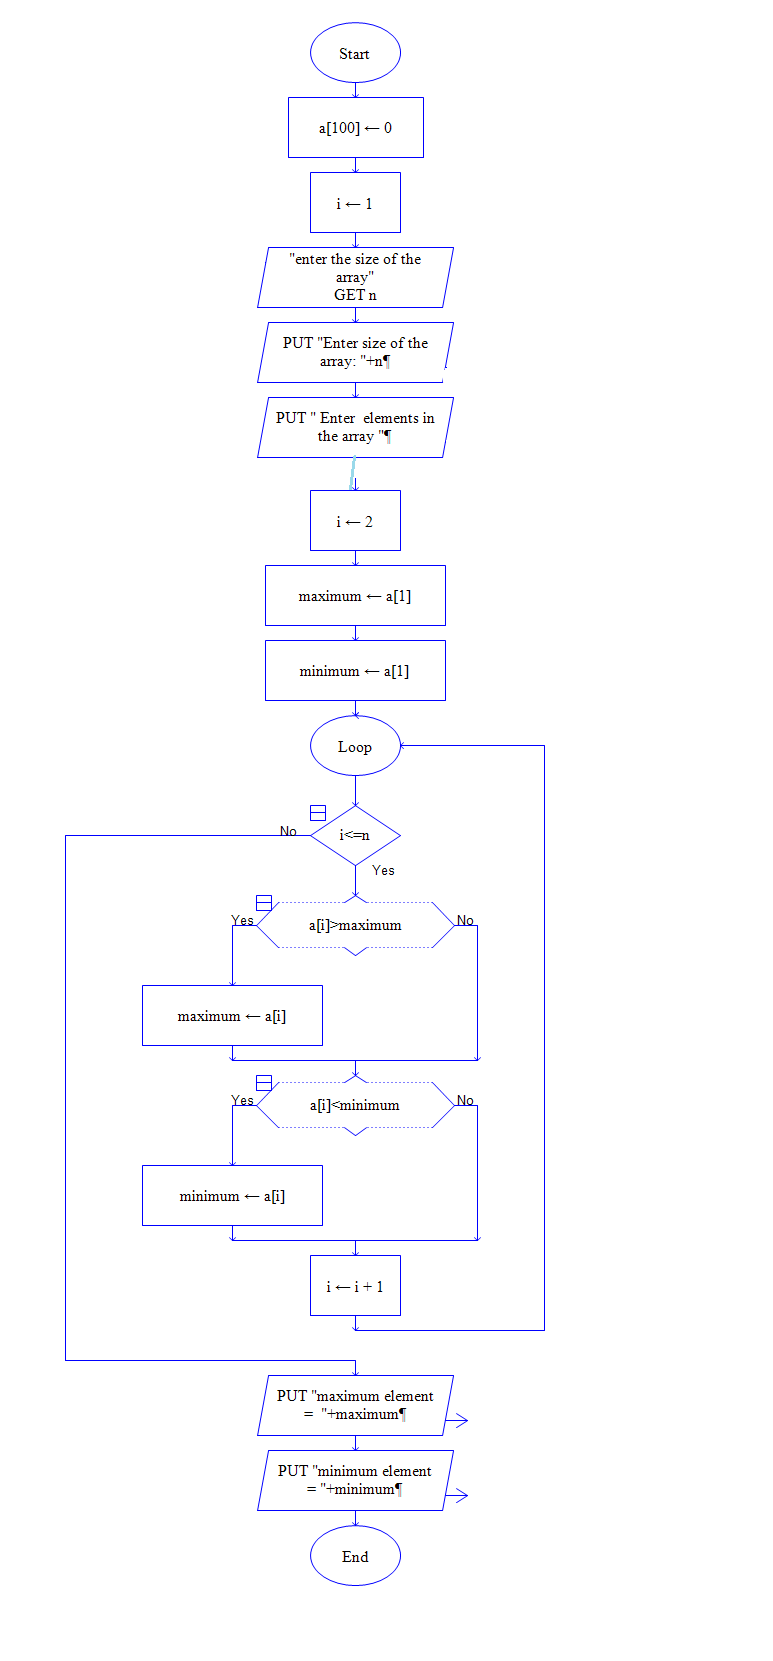 Start
a[100] ← 0
i ← 1
"enter the size of the
array"
GET n
PUT "Enter size of the
array: "+n¶
PUT " Enter  elements in
the array "¶
i ← 2
maximum ← a[1]
minimum ← a[1]
Loop
No
i<=n
Yes
Yes
a[i]>maximum
No
maximum ← a[i]
Yes
a[i]<minimum
No
minimum ← a[i]
i ← i + 1
PUT "maximum element
=  "+maximum¶
PUT "minimum element
= "+minimum¶
End